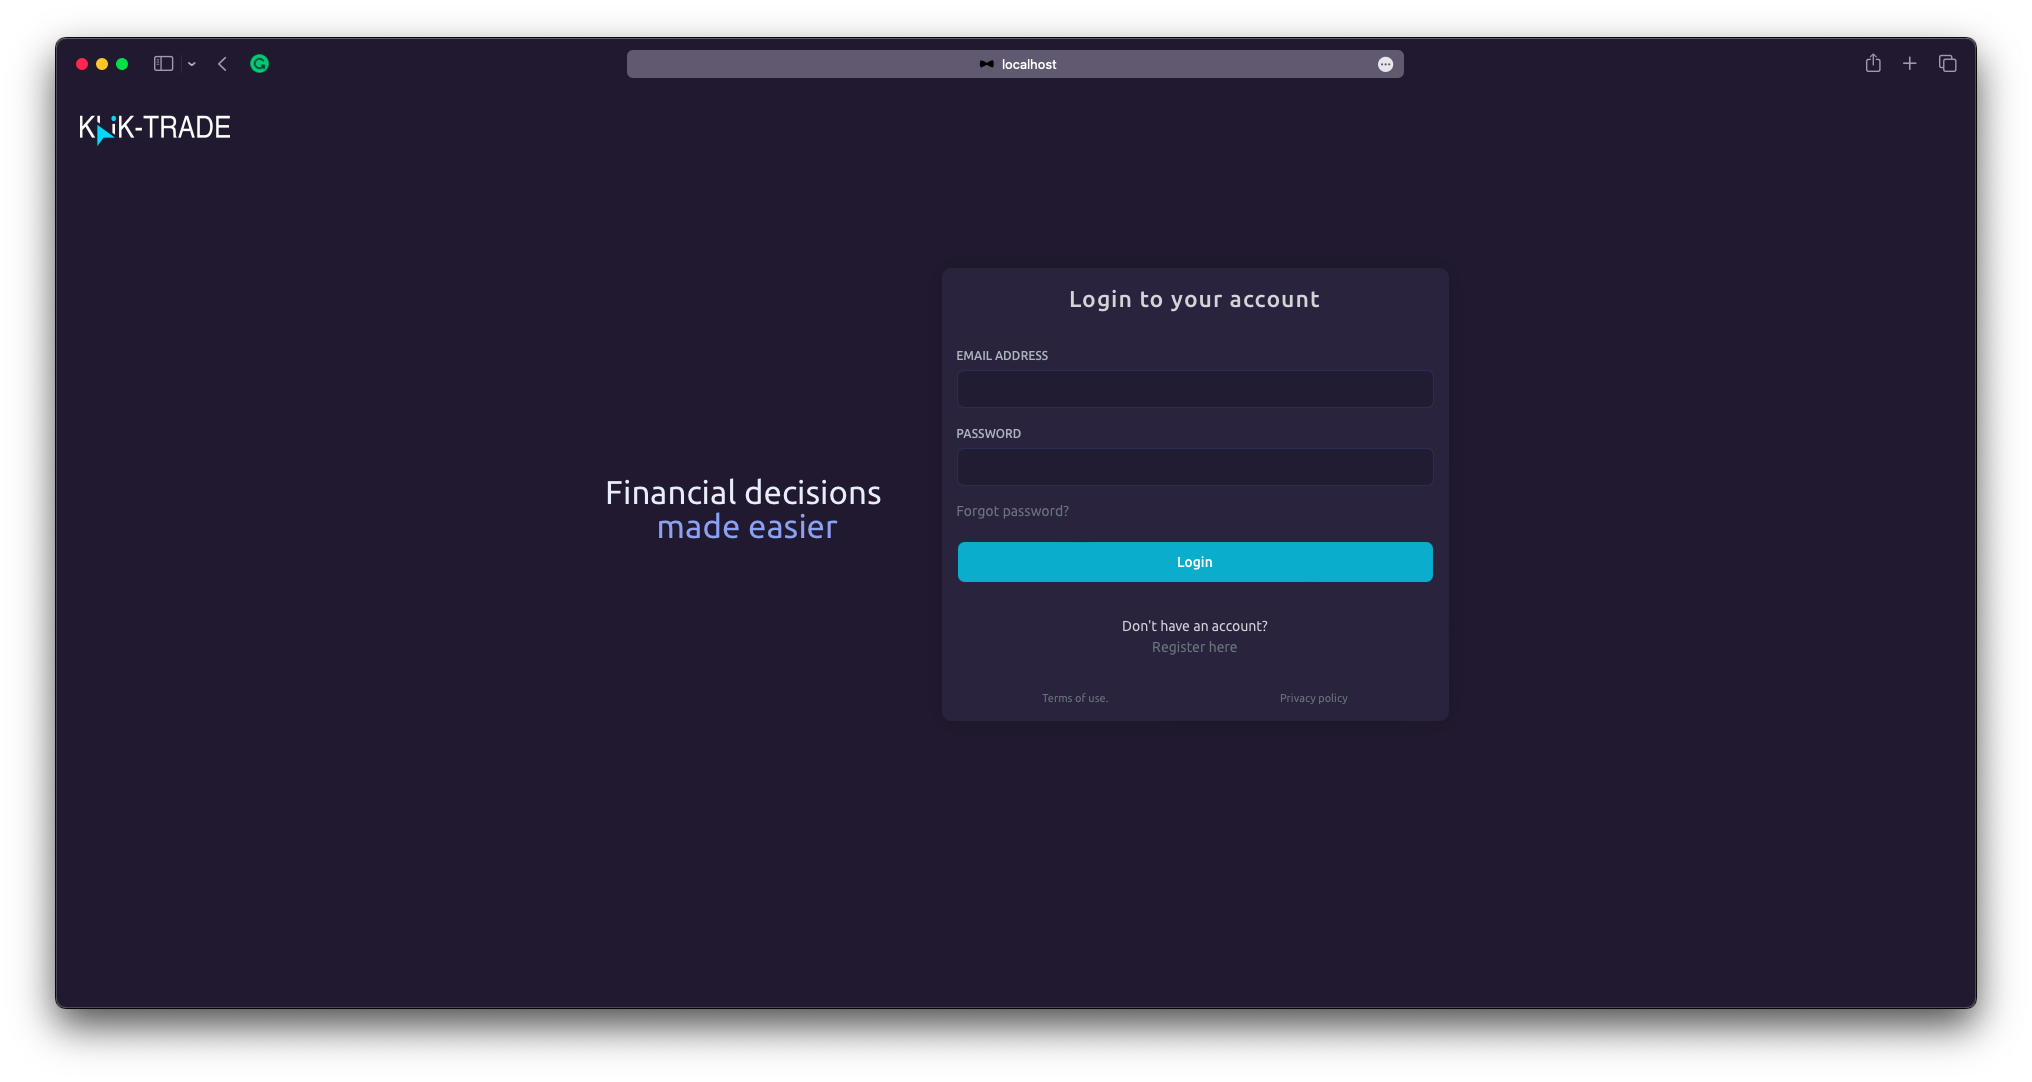 localhost
KLIK-TRADE
Login to your account
EMAIL ADDRESS
PASSWORD
Financial decisions
made easier
Forgot password?
Login
Don't have an account?
Register here
Terms of use.
Privacy policy